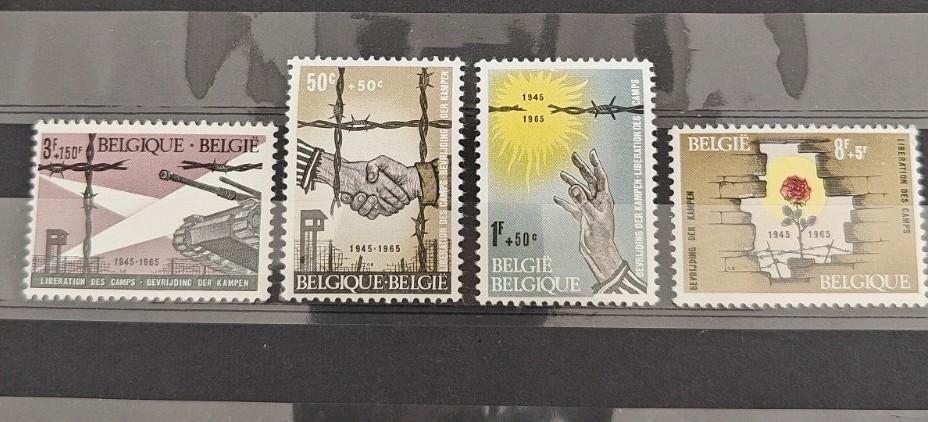 3F+1.50F BELGIQUE · BELGIË
1945-1965
LIBERATION DES CAMPS · BEVRIJDING DER KAMPEN
50c +50c
LIBERATION DES CAMPS · BEVRIJDING DER KAMPEN
1945-1965
BELGIQUE·BELGIË
1945
1965
BEVRIJDING DER KAMPEN·LIBERATION DES CAMPS
1F +50c
BELGIË
BELGIQUE
BELGIË 8F+5F
BEVRIJDING DER KAMPEN
LIBERATION DES CAMPS
1945 1965
BELGIQUE